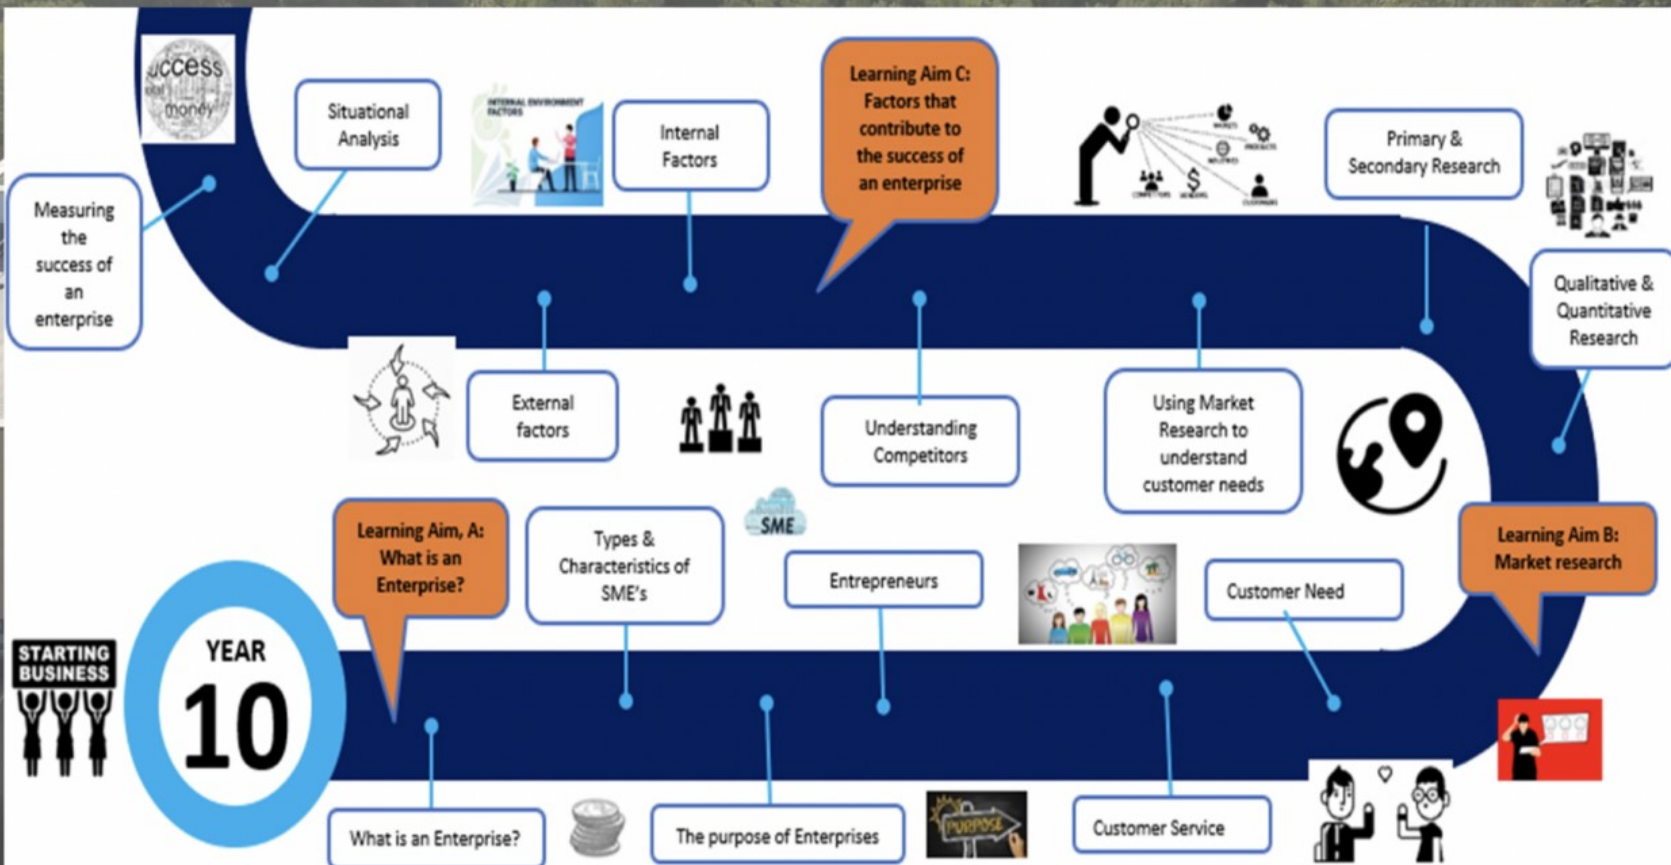 success
money
Measuring
the
success of
an
enterprise
Situational
Analysis
INTERNAL ENVIRONMENT
FACTORS
Internal
Factors
Learning Aim C:
Factors that
contribute to
the success of
an enterprise
PRODUCTS
COMPETITORS
CUSTOMERS
Primary &
Secondary Research
Qualitative &
Quantitative
Research
External
factors
Understanding
Competitors
Using Market
Research to
understand
customer needs
Learning Aim, A:
What is an
Enterprise?
Types &
Characteristics of
SME's
SME
Entrepreneurs
Customer Need
Learning Aim B:
Market research
STARTING
BUSINESS
YEAR
10
What is an Enterprise?
The purpose of Enterprises
PURPOSE
Customer Service